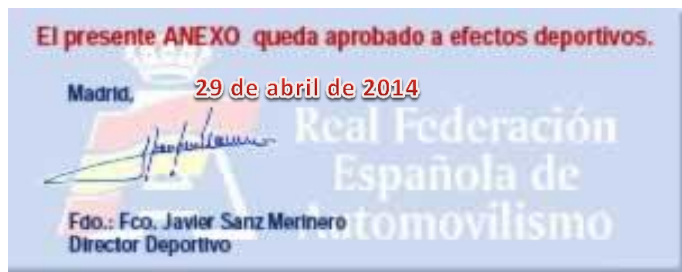 El presente ANEXO queda aprobado a efectos deportivos.
Madrid, 29 de abril de 2014
Real Federación
Española de
Automovilismo
Fdo.: Fco. Javier Sanz Merinero
Director Deportivo